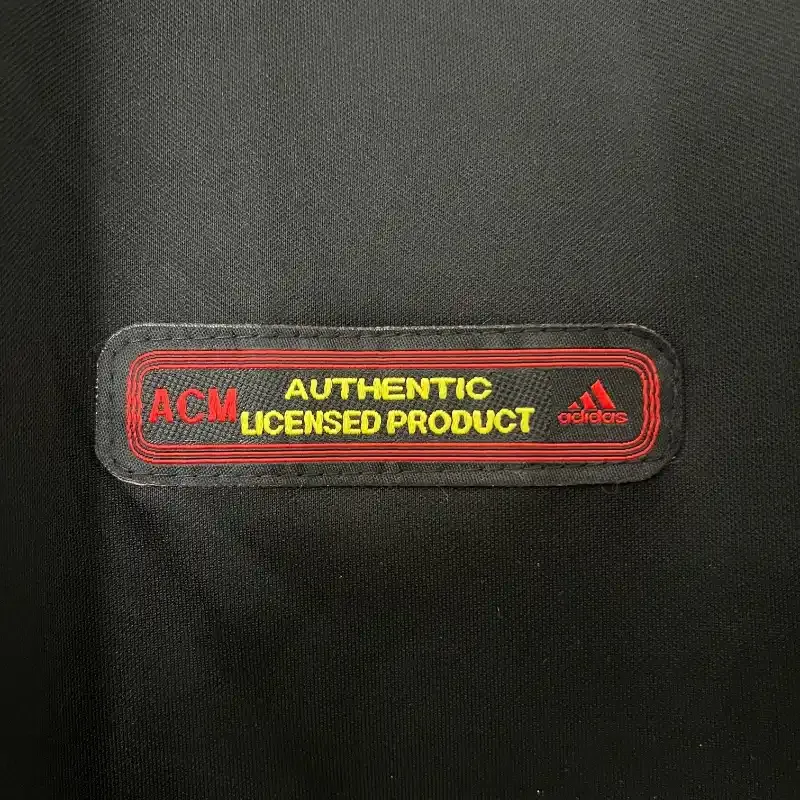 ACM
AUTHENTIC
LICENSED PRODUCT
adidas